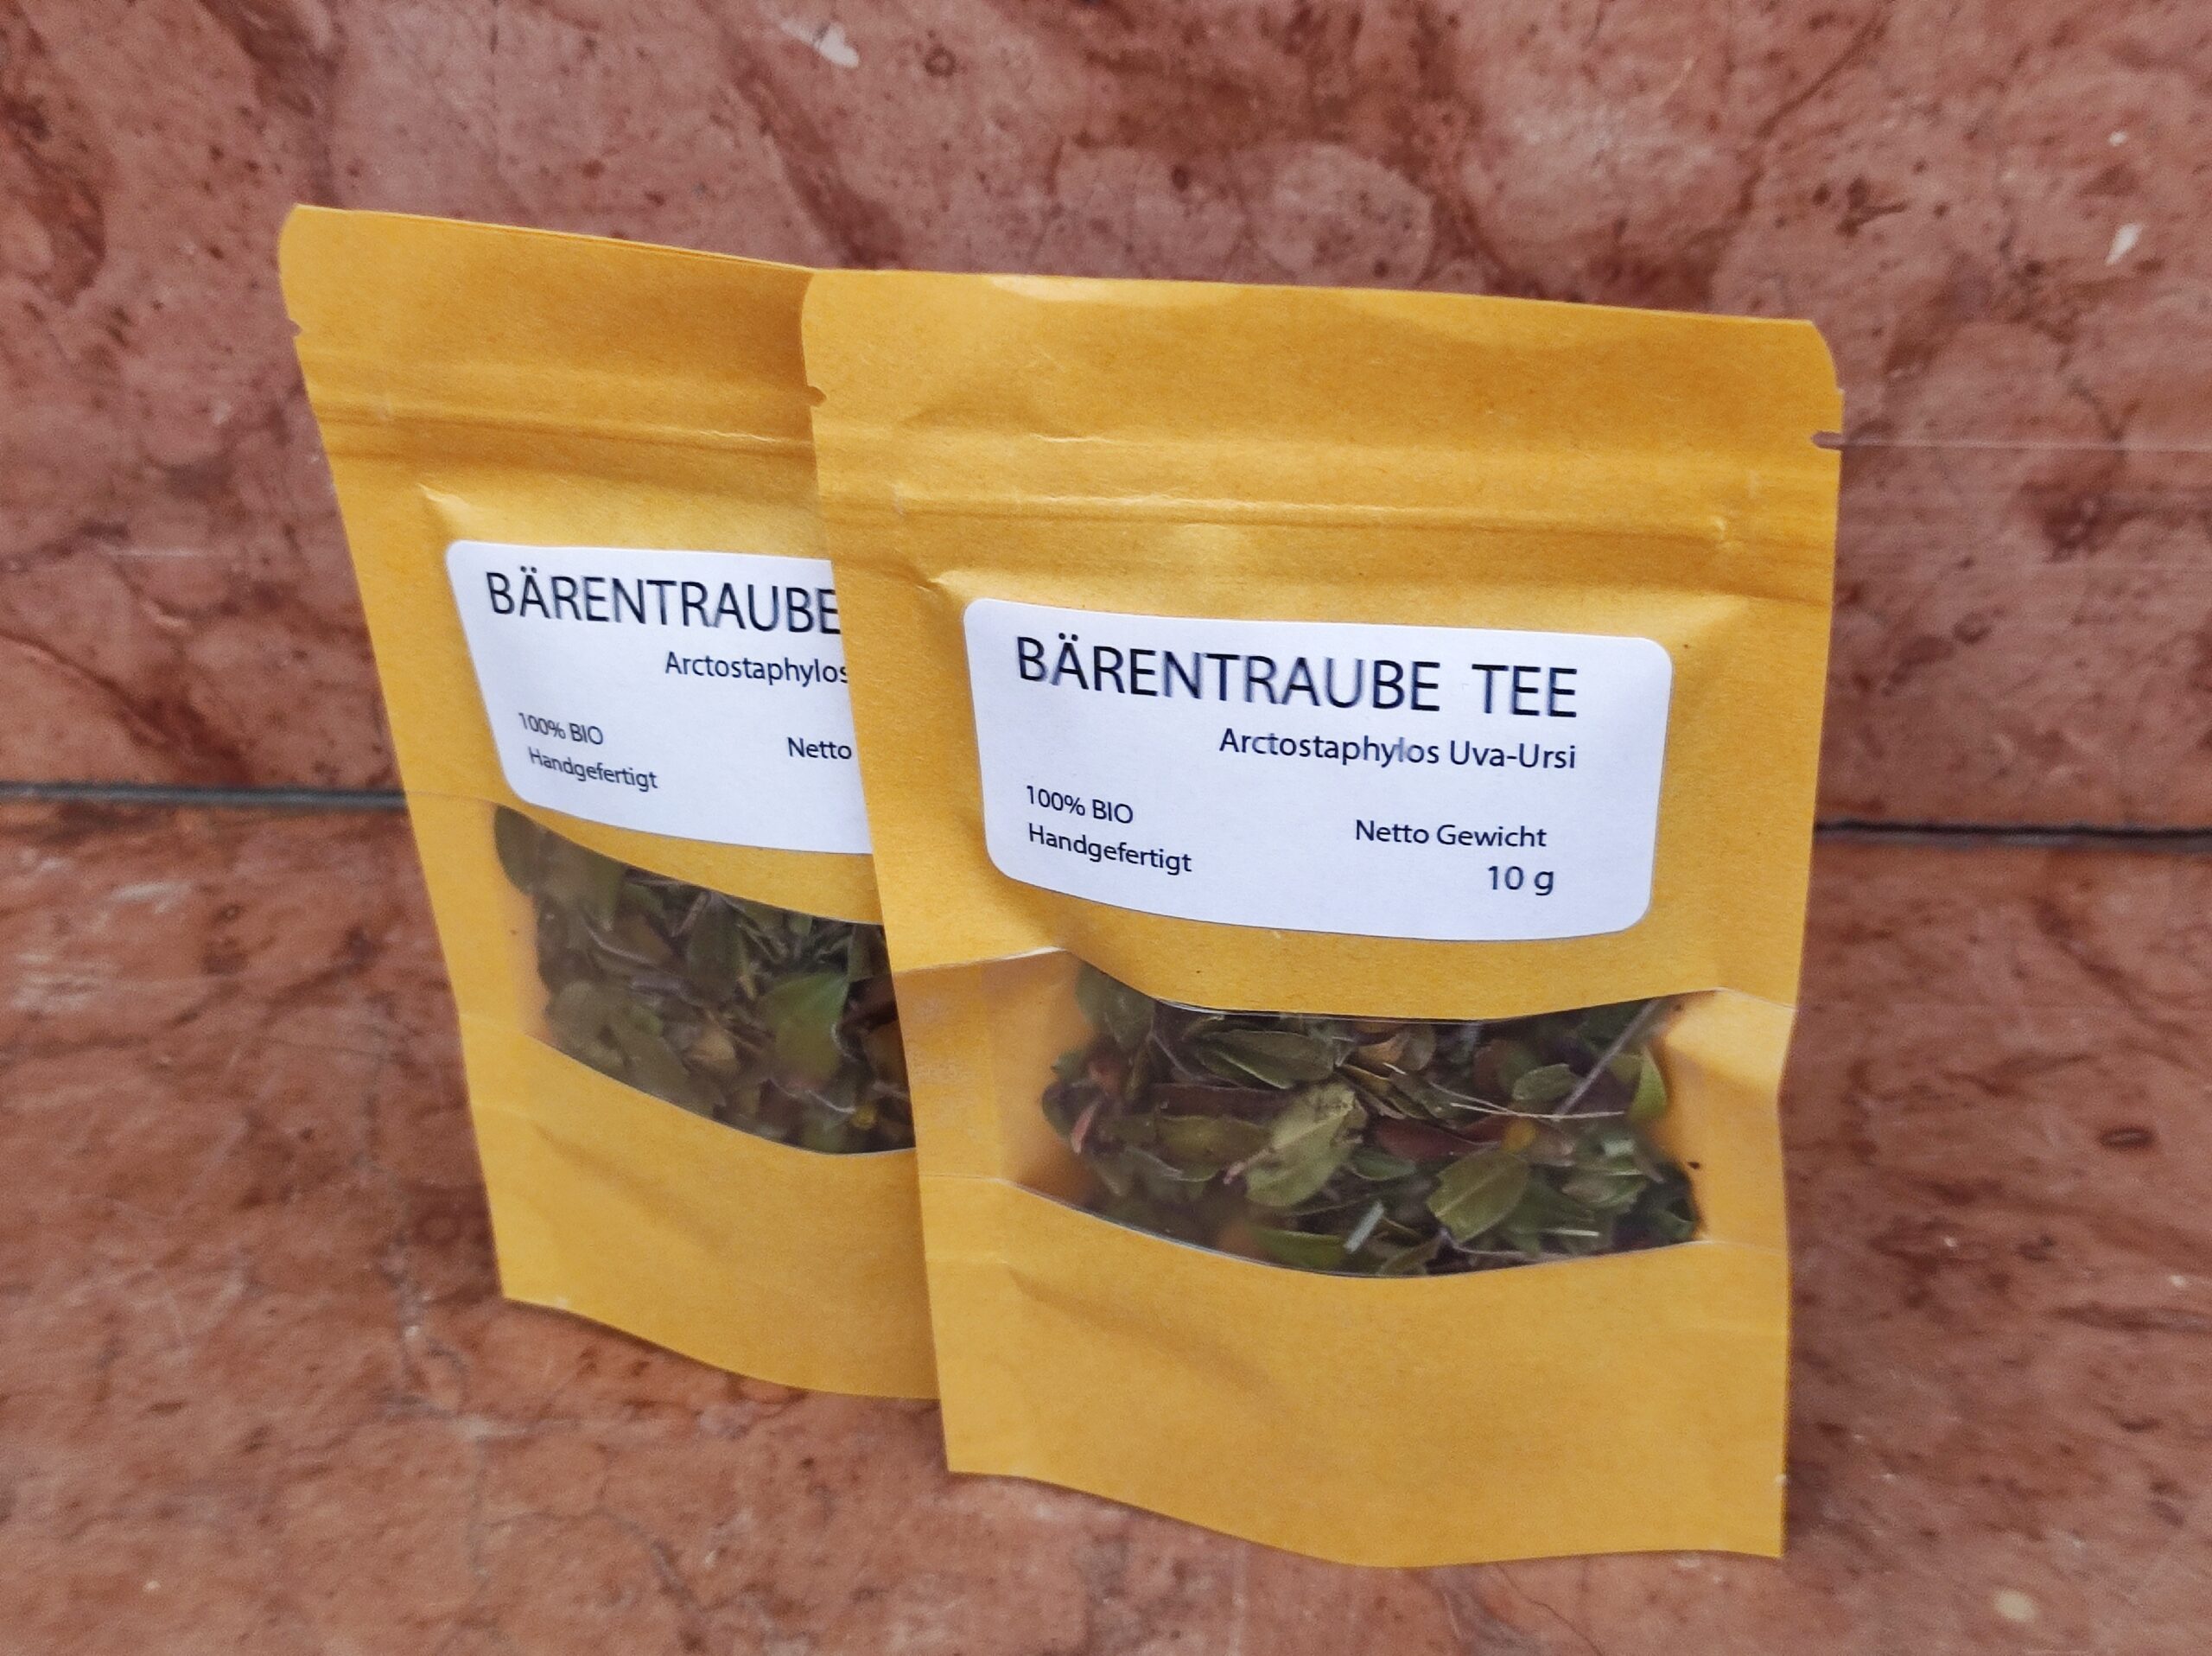 BÄRENTRAUBE
Arctostaphylos
100% BIO
Handgefertigt
Netto
BÄRENTRAUBE TEE
Arctostaphylos Uva-Ursi
100% BIO
Handgefertigt
Netto Gewicht
10 g